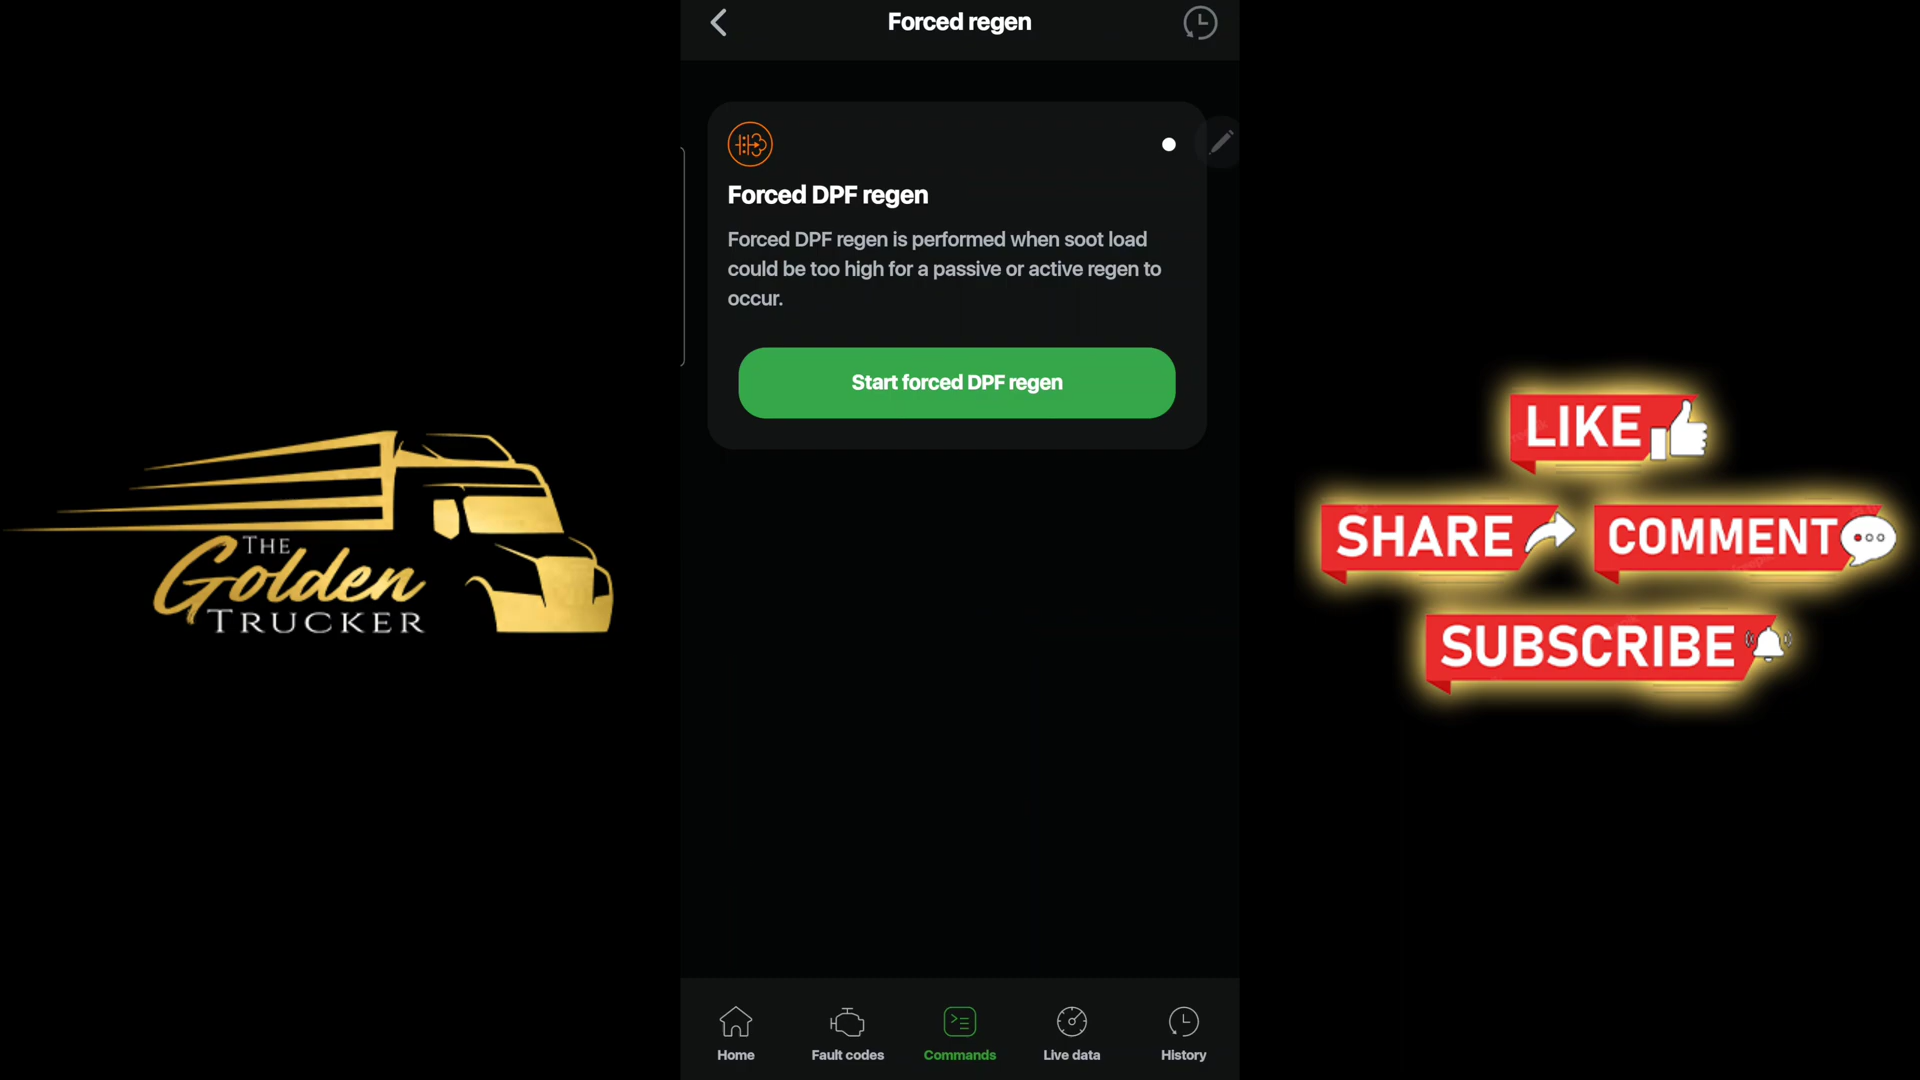 Forced regen
Forced DPF regen
Forced DPF regen is performed when soot load
could be too high for a passive or active regen to
occur.
Start forced DPF regen
THE
Golden
TRUCKER
LIKE
SHARE
COMMENT
SUBSCRIBE
Home
Fault codes
Commands
Live data
History